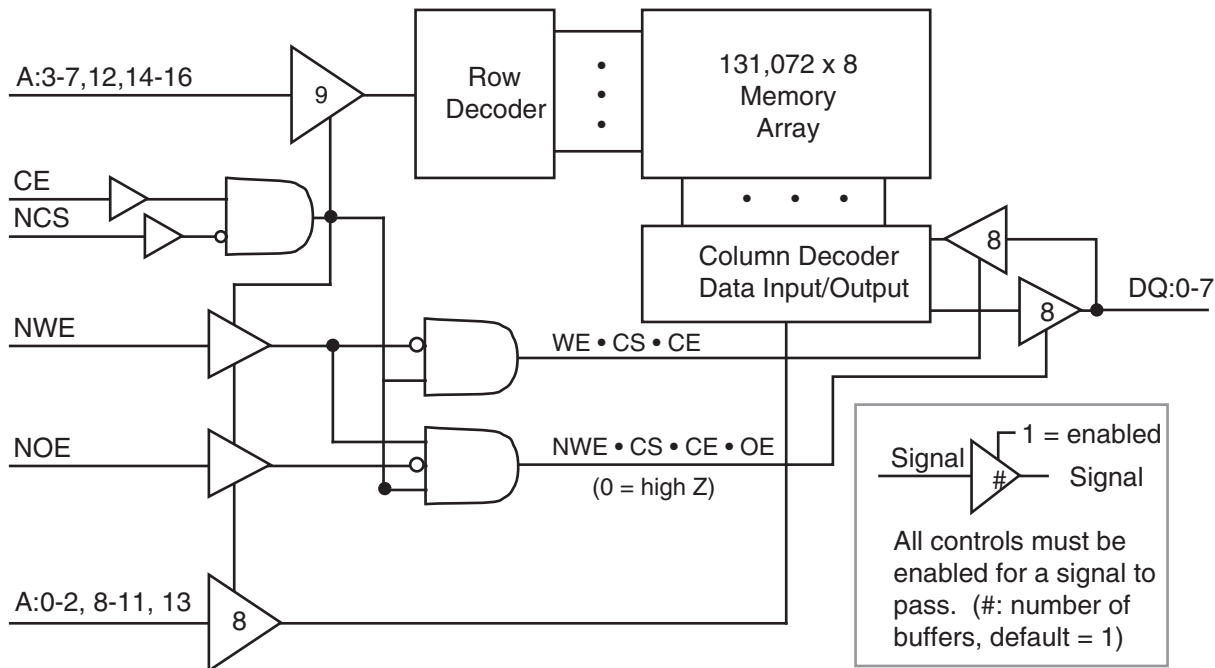 A:3-7,12,14-16
9
Row
Decoder
131,072 x 8
Memory
Array
CE
NCS
Column Decoder
Data Input/Output
8
8
DQ:0-7
NWE
WE • CS • CE
NOE
NWE • CS • CE • OE
(0 = high Z)
A:0-2, 8-11, 13
8
1 = enabled
Signal
#
Signal
All controls must be
enabled for a signal to
pass. (#: number of
buffers, default = 1)